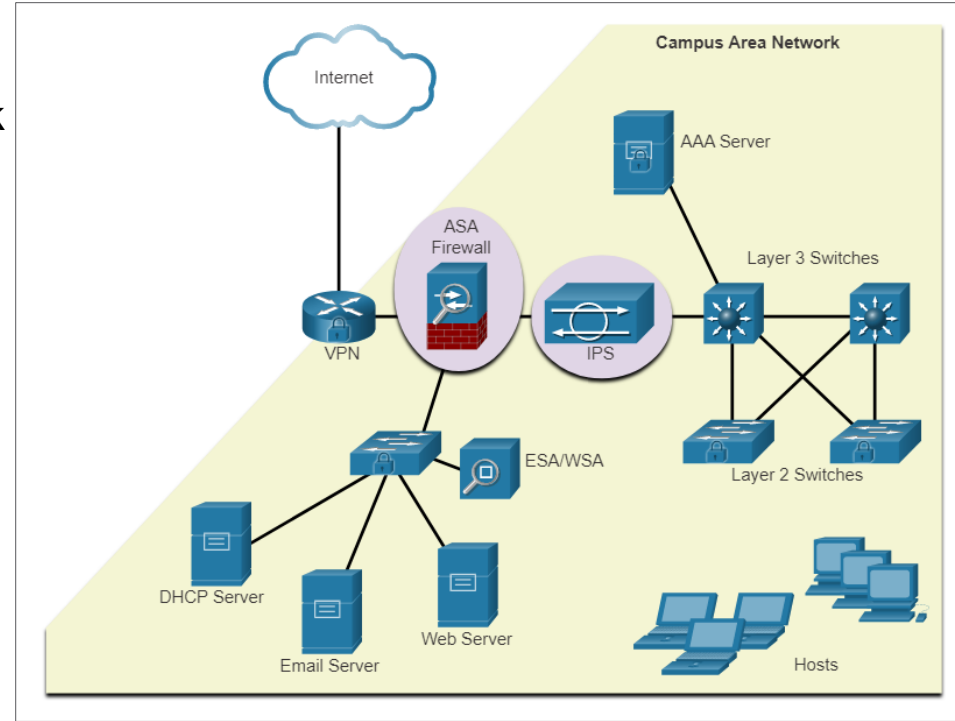 k
Campus Area Network
Internet
AAA Server
ASA
Firewall
Layer 3 Switches
VPN
IPS
ESA/WSA
Layer 2 Switches
DHCP Server
Web Server
Email Server
Hosts